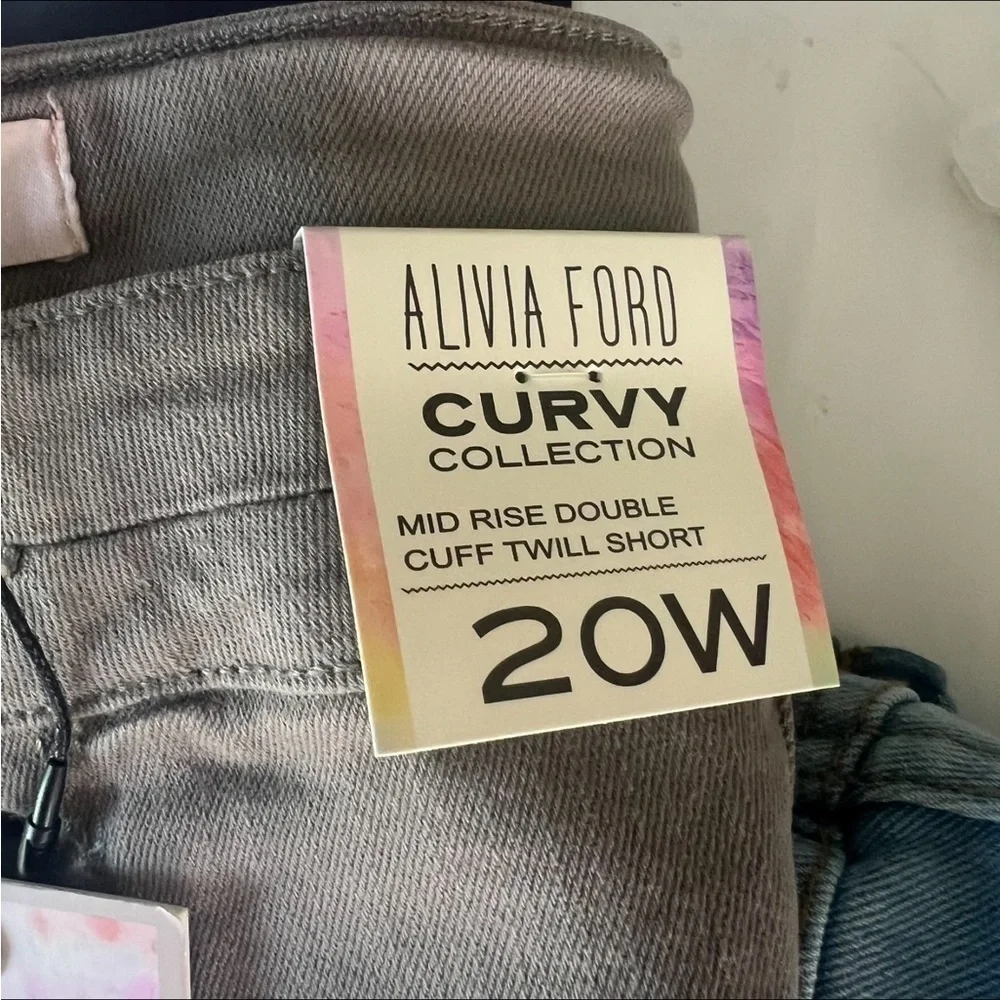 ALIVIA FORD
CURVY
COLLECTION
MID RISE DOUBLE
CUFF TWILL SHORT
20W